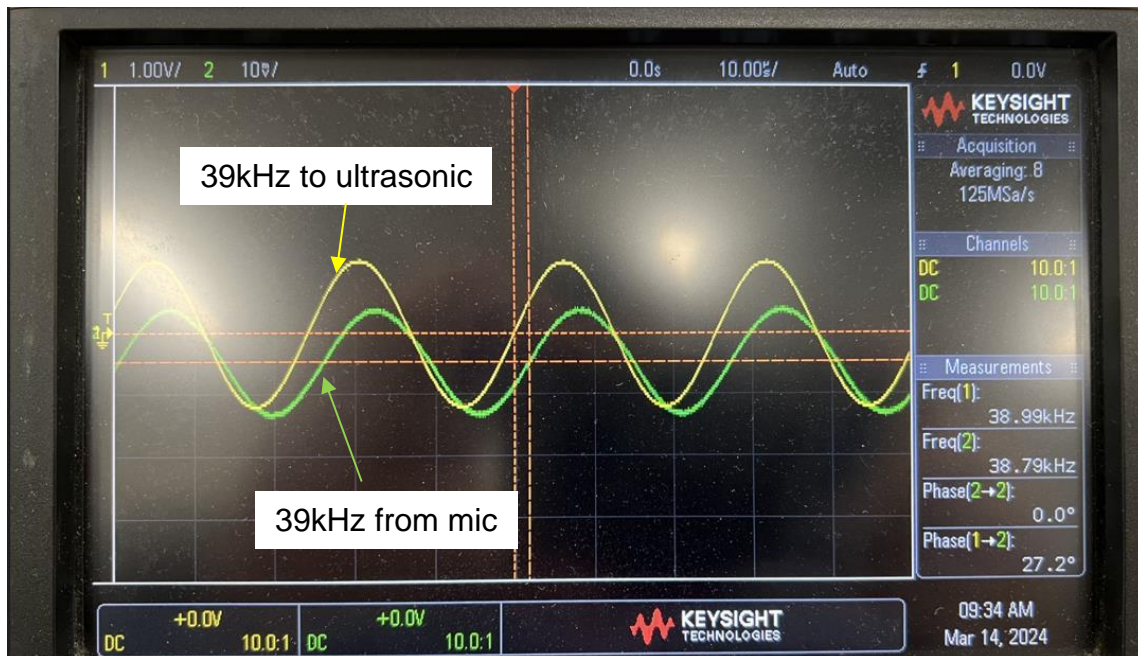 1 1.00V/ 2 10V/ 0.0s 10.00us/ Auto 1 0.0V
KEYSIGHT
TECHNOLOGIES
Acquisition
Averaging: 8
125MSa/s
39kHz to ultrasonic
Channels
DC 10.0:1
DC 10.0:1
T
1
Measurements
Freq(1):
38.99kHz
Freq(2):
38.79kHz
Phase(2→2):
0.0°
39kHz from mic
Phase(1→2):
27.2°
+0.0V +0.0V
DC 10.0:1 DC 10.0:1
KEYSIGHT
TECHNOLOGIES
09:34 AM
Mar 14, 2024